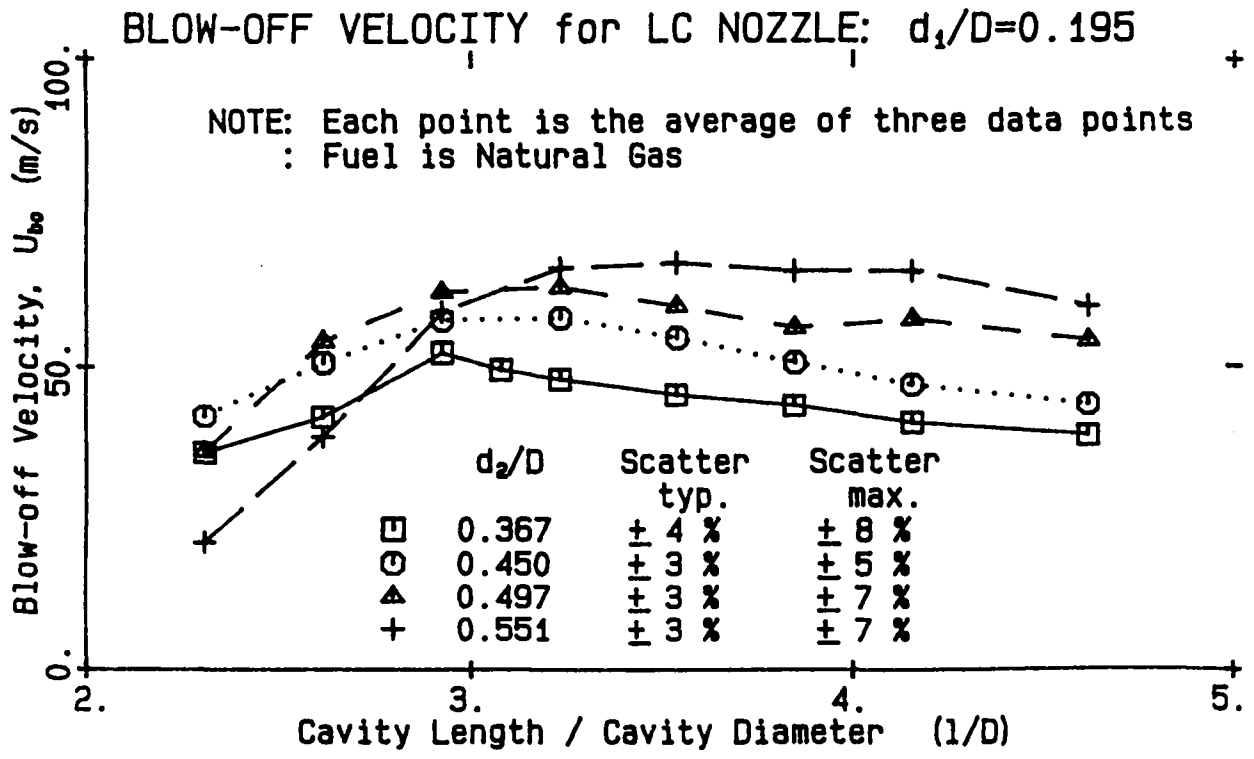 BLOW-OFF VELOCITY for LC NOZZLE: d₁/D=0.195
100.
NOTE: Each point is the average of three data points
: Fuel is Natural Gas
Blow-off Velocity, U_bo (m/s)
50.
d₂/D Scatter typ. Scatter max.
0.367 ± 4 % ± 8 %
0.450 ± 3 % ± 5 %
0.497 ± 3 % ± 7 %
0.551 ± 3 % ± 7 %
0.
2. 3. 4. 5.
Cavity Length / Cavity Diameter (l/D)